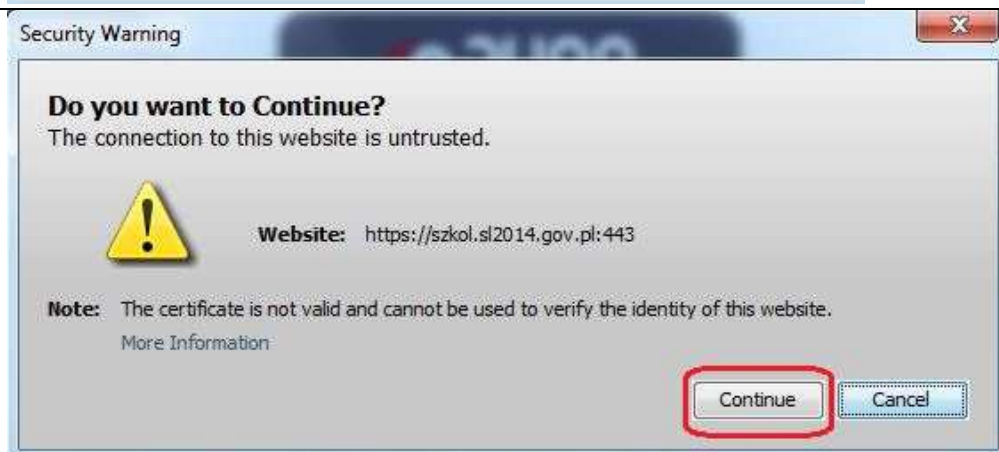 Security Warning
Do you want to Continue?
The connection to this website is untrusted.
Website: https://szkol.sl2014.gov.pl:443
Note: The certificate is not valid and cannot be used to verify the identity of this website.
More Information
Continue Cancel